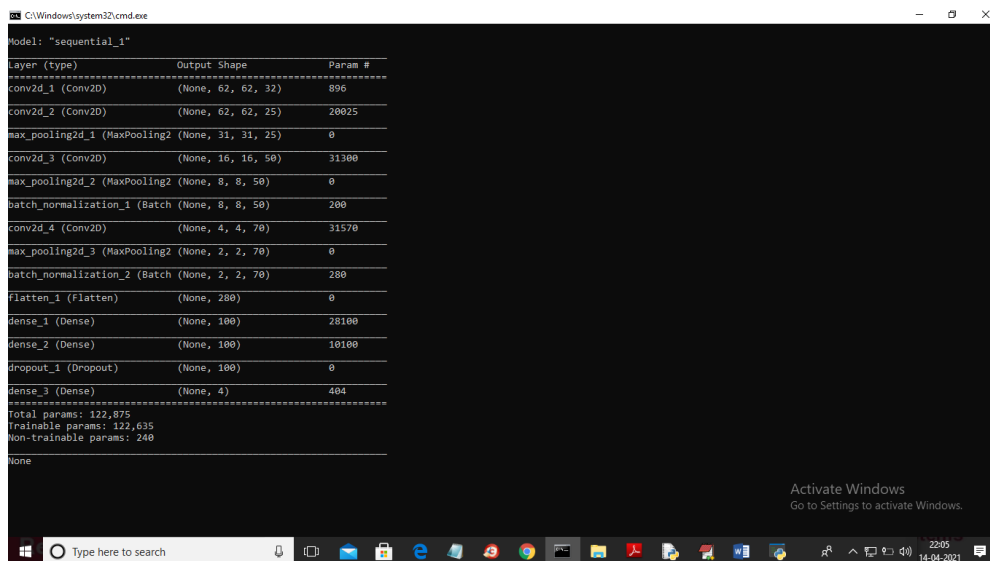 C:\Windows\system32\cmd.exe
Model: "sequential_1"
Layer (type) Output Shape Param #
conv2d_1 (Conv2D) (None, 62, 62, 32) 896
conv2d_2 (Conv2D) (None, 62, 62, 25) 20025
max_pooling2d_1 (MaxPooling2 (None, 31, 31, 25) 0
conv2d_3 (Conv2D) (None, 16, 16, 50) 31300
max_pooling2d_2 (MaxPooling2 (None, 8, 8, 50) 0
batch_normalization_1 (Batch (None, 8, 8, 50) 200
conv2d_4 (Conv2D) (None, 4, 4, 70) 31570
max_pooling2d_3 (MaxPooling2 (None, 2, 2, 70) 0
batch_normalization_2 (Batch (None, 2, 2, 70) 280
flatten_1 (Flatten) (None, 280) 0
dense_1 (Dense) (None, 100) 28100
dense_2 (Dense) (None, 100) 10100
dropout_1 (Dropout) (None, 100) 0
dense_3 (Dense) (None, 4) 404
Total params: 122,875
Trainable params: 122,635
Non-trainable params: 240
None
Activate Windows
Go to Settings to activate Windows.
Type here to search
22:05
14-04-2021